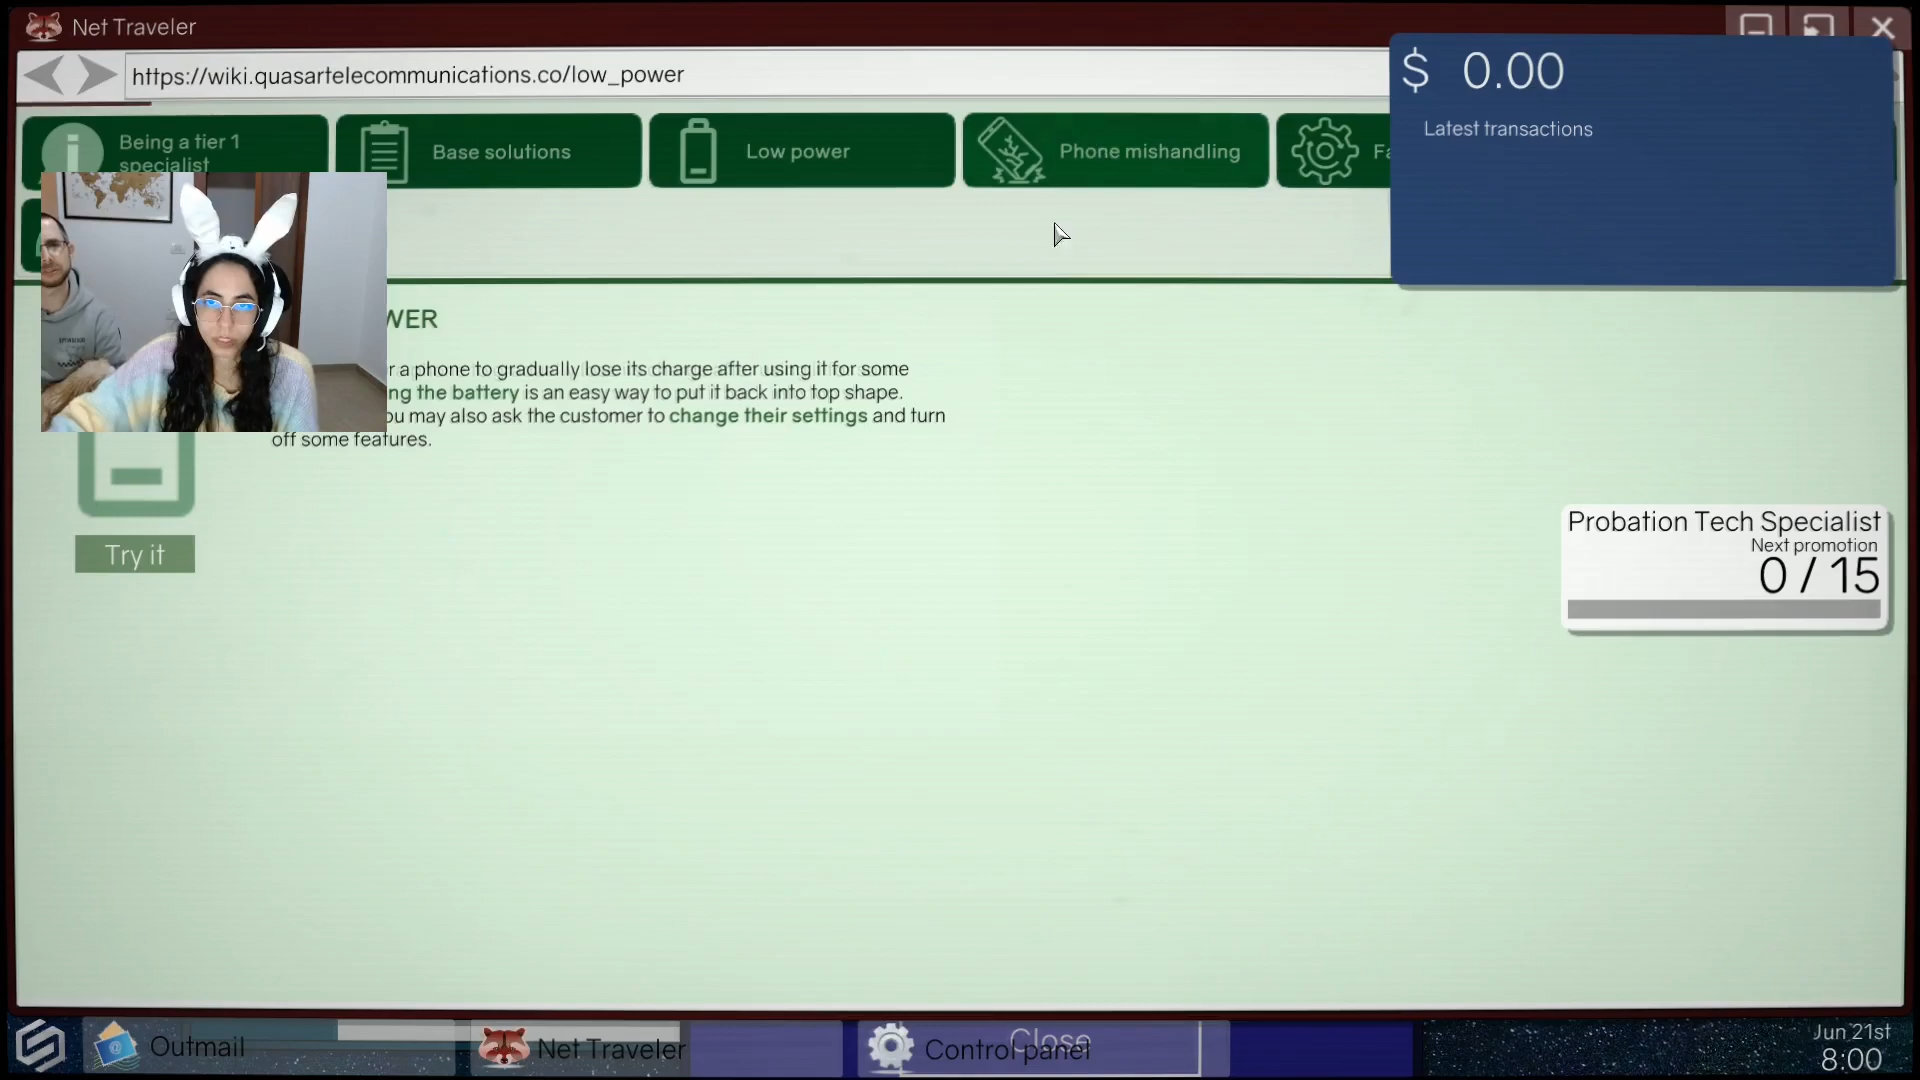 Net Traveler
https://wiki.quasartelecommunications.co/low_power
$ 0.00
Latest transactions
Being a tier 1
specialist
Base solutions
Low power
Phone mishandling
WER
r a phone to gradually lose its charge after using it for some
ng the battery is an easy way to put it back into top shape.
ou may also ask the customer to change their settings and turn
off some features.
Try it
Probation Tech Specialist
Next promotion
0 / 15
Outmail
Net Traveler
Control panel
Close
Jun 21st
8:00